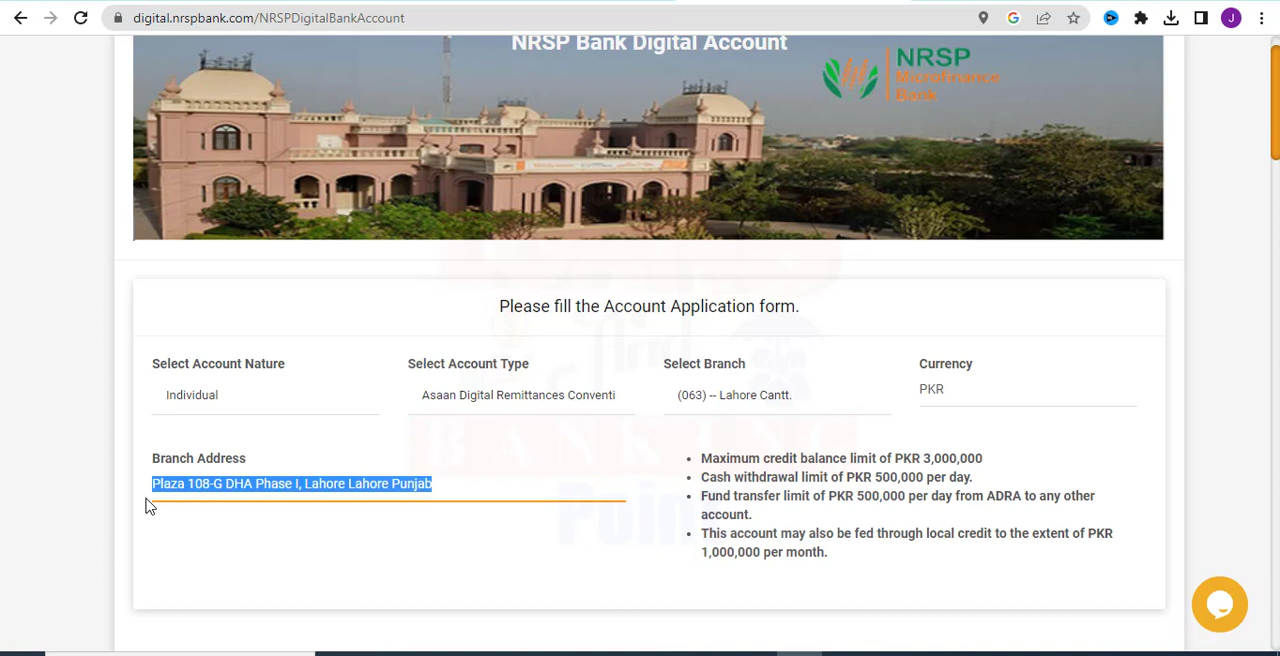 digital.nrspbank.com/NRSPDigitalBankAccount
J
NRSP Bank Digital Account
NRSP
Microfinance
Bank
Please fill the Account Application form.
Select Account Nature
Select Account Type
Select Branch
Currency
Individual
Asaan Digital Remittances Conventi
(063) -- Lahore Cantt.
PKR
Branch Address
Plaza 108-G DHA Phase I, Lahore Lahore Punjab
• Maximum credit balance limit of PKR 3,000,000
• Cash withdrawal limit of PKR 500,000 per day.
• Fund transfer limit of PKR 500,000 per day from ADRA to any other
account.
• This account may also be fed through local credit to the extent of PKR
1,000,000 per month.
BANKING
Point